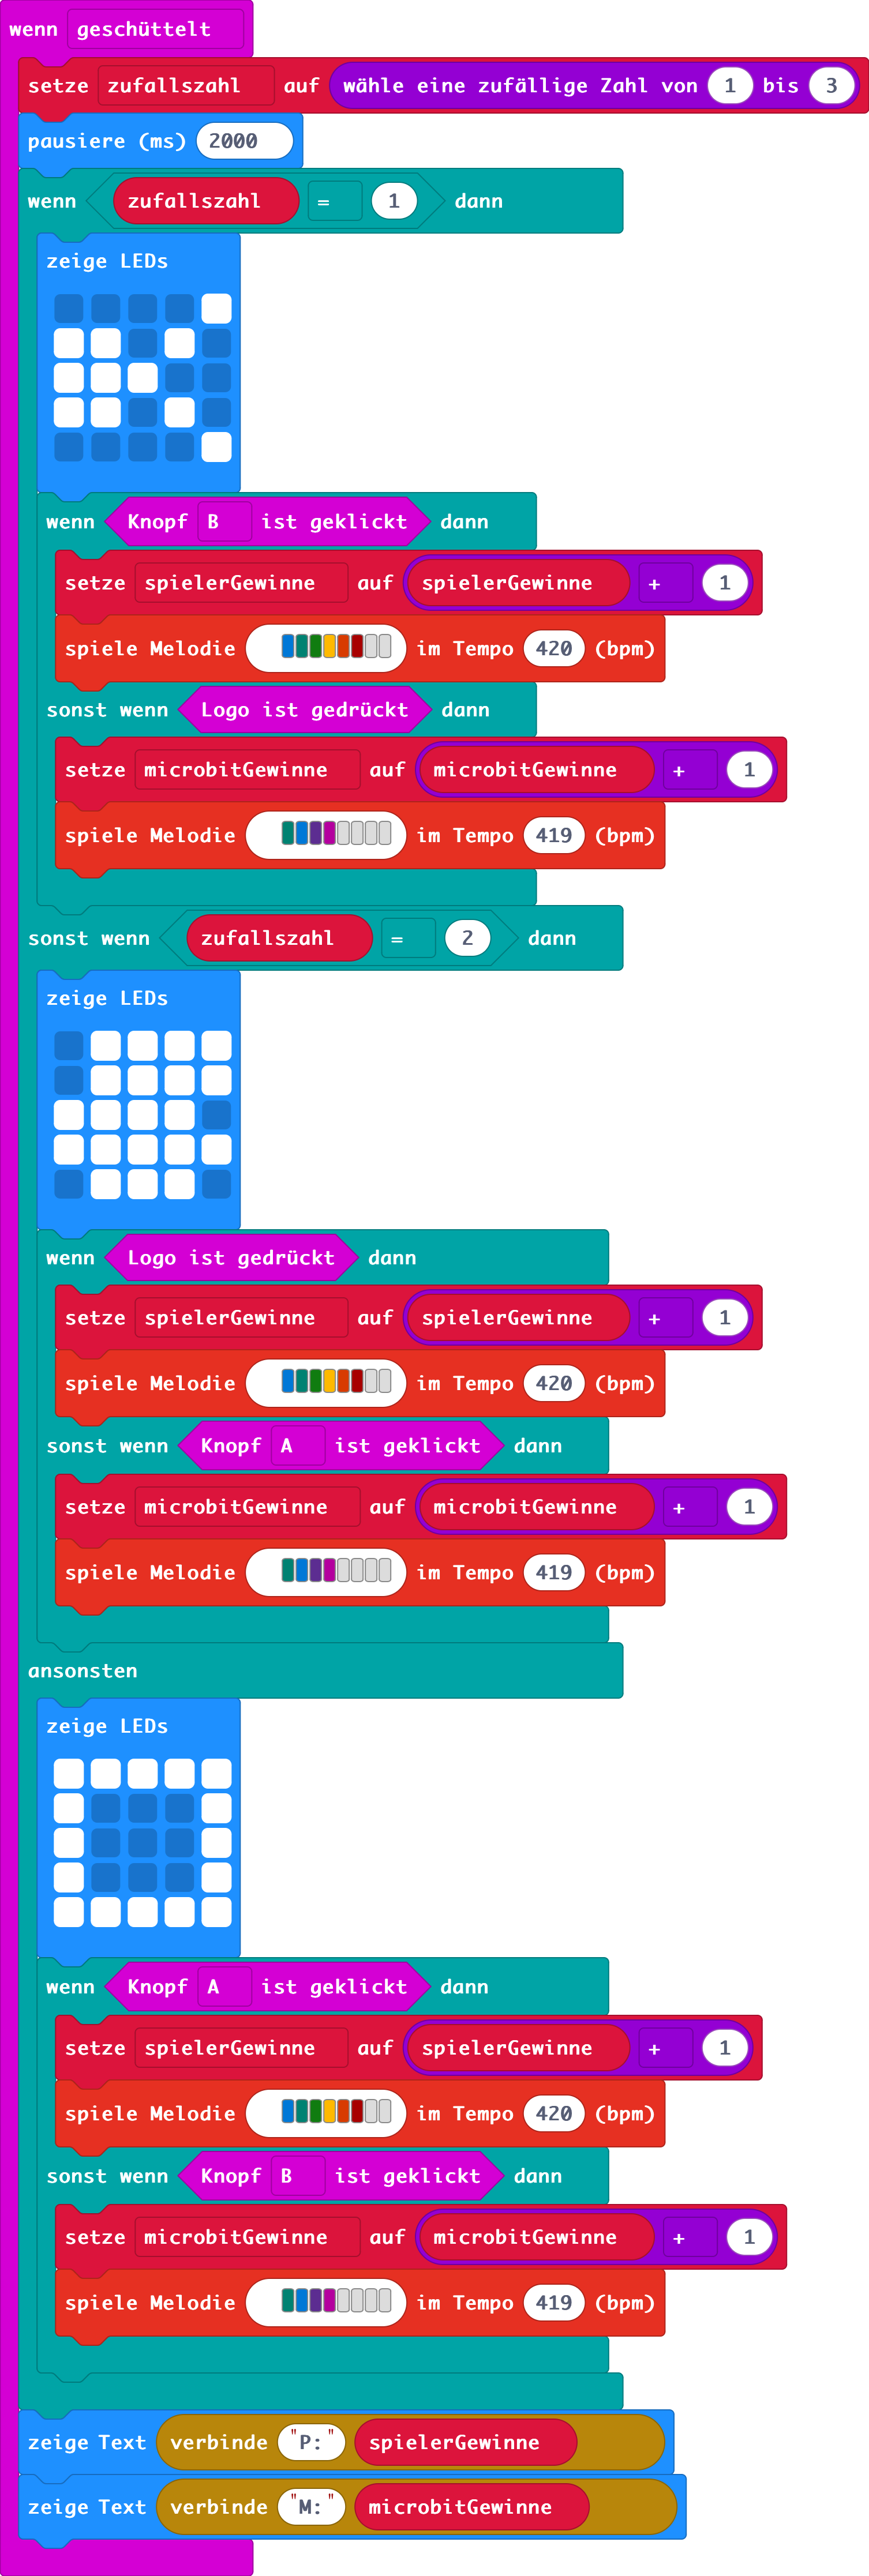 wenn geschüttelt
setze zufallszahl auf wähle eine zufällige Zahl von 1 bis 3
pausiere (ms) 2000
wenn zufallszahl = 1 dann
zeige LEDs
wenn Knopf B ist geklickt dann
setze spielerGewinne auf spielerGewinne + 1
spiele Melodie im Tempo 420 (bpm)
sonst wenn Logo ist gedrückt dann
setze microbitGewinne auf microbitGewinne + 1
spiele Melodie im Tempo 419 (bpm)
sonst wenn zufallszahl = 2 dann
zeige LEDs
wenn Logo ist gedrückt dann
setze spielerGewinne auf spielerGewinne + 1
spiele Melodie im Tempo 420 (bpm)
sonst wenn Knopf A ist geklickt dann
setze microbitGewinne auf microbitGewinne + 1
spiele Melodie im Tempo 419 (bpm)
ansonsten
zeige LEDs
wenn Knopf A ist geklickt dann
setze spielerGewinne auf spielerGewinne + 1
spiele Melodie im Tempo 420 (bpm)
sonst wenn Knopf B ist geklickt dann
setze microbitGewinne auf microbitGewinne + 1
spiele Melodie im Tempo 419 (bpm)
zeige Text verbinde "P:" spielerGewinne
zeige Text verbinde "M:" microbitGewinne